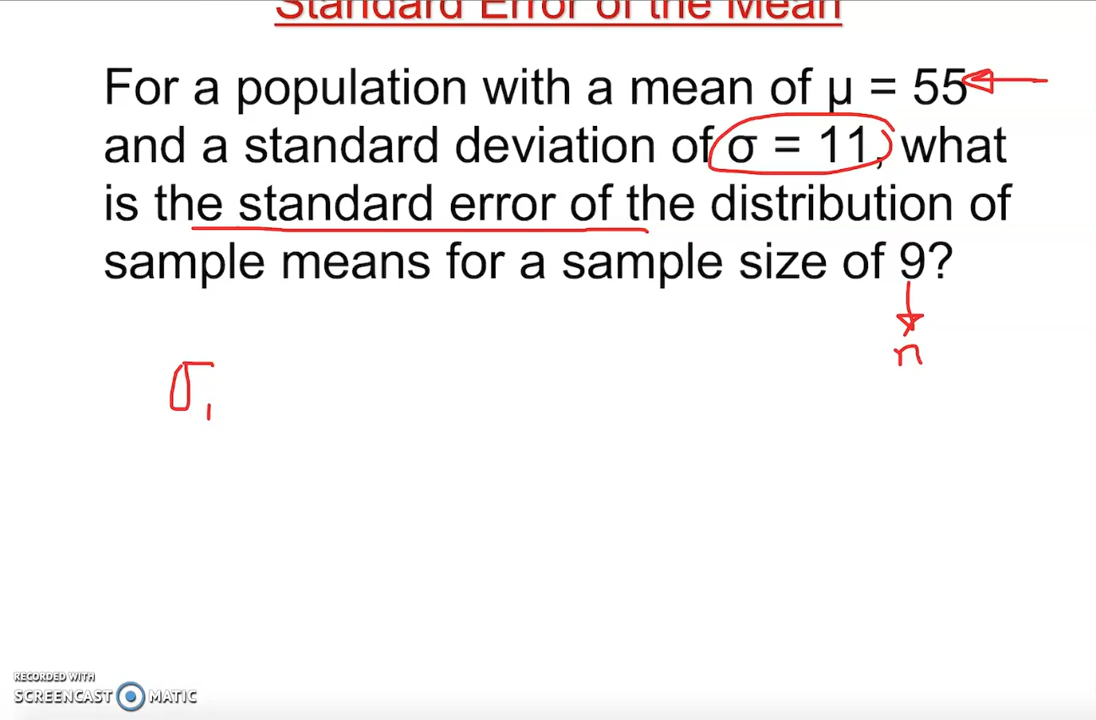 Standard Error of the Mean
For a population with a mean of μ = 55
and a standard deviation of σ = 11, what
is the standard error of the distribution of
sample means for a sample size of 9?
n
σ
RECORDED WITH
SCREENCAST MATIC